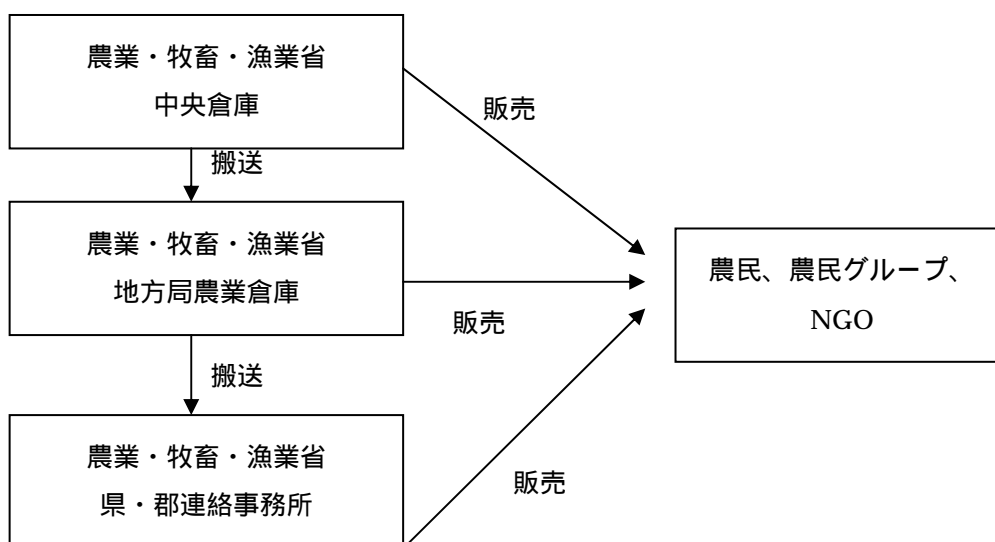 農業・牧畜・漁業省
中央倉庫
販売
搬送
農業・牧畜・漁業省
地方局農業倉庫
農民、農民グループ、
NGO
販売
搬送
農業・牧畜・漁業省
県・郡連絡事務所
販売